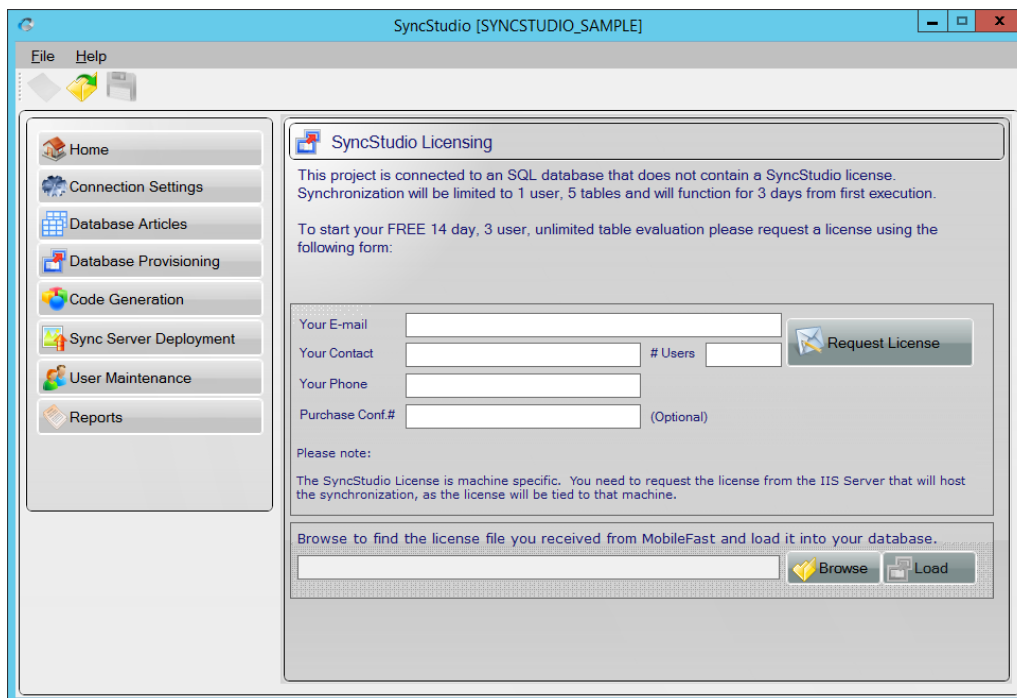 SyncStudio [SYNCSTUDIO_SAMPLE]
File Help
Home
Connection Settings
Database Articles
Database Provisioning
Code Generation
Sync Server Deployment
User Maintenance
Reports
SyncStudio Licensing
This project is connected to an SQL database that does not contain a SyncStudio license.
Synchronization will be limited to 1 user, 5 tables and will function for 3 days from first execution.
To start your FREE 14 day, 3 user, unlimited table evaluation please request a license using the
following form:
Your E-mail
Request License
Your Contact # Users
Your Phone
Purchase Conf.# (Optional)
Please note:
The SyncStudio License is machine specific. You need to request the license from the IIS Server that will host
the synchronization, as the license will be tied to that machine.
Browse to find the license file you received from MobileFast and load it into your database.
Browse Load